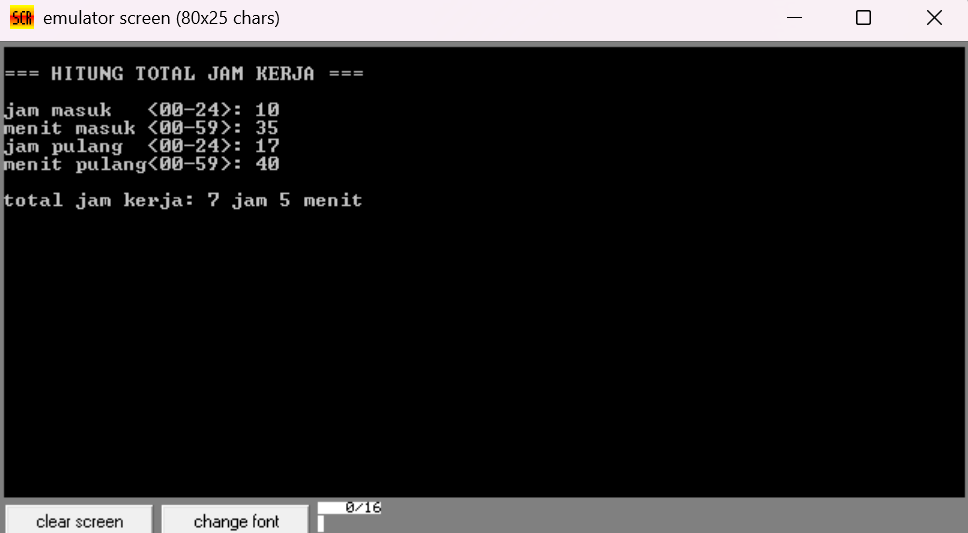 SCR emulator screen (80x25 chars)
=== HITUNG TOTAL JAM KERJA ===
jam masuk   <00-24>: 10
menit masuk <00-59>: 35
jam pulang  <00-24>: 17
menit pulang<00-59>: 40
total jam kerja: 7 jam 5 menit
clear screen change font 0/16